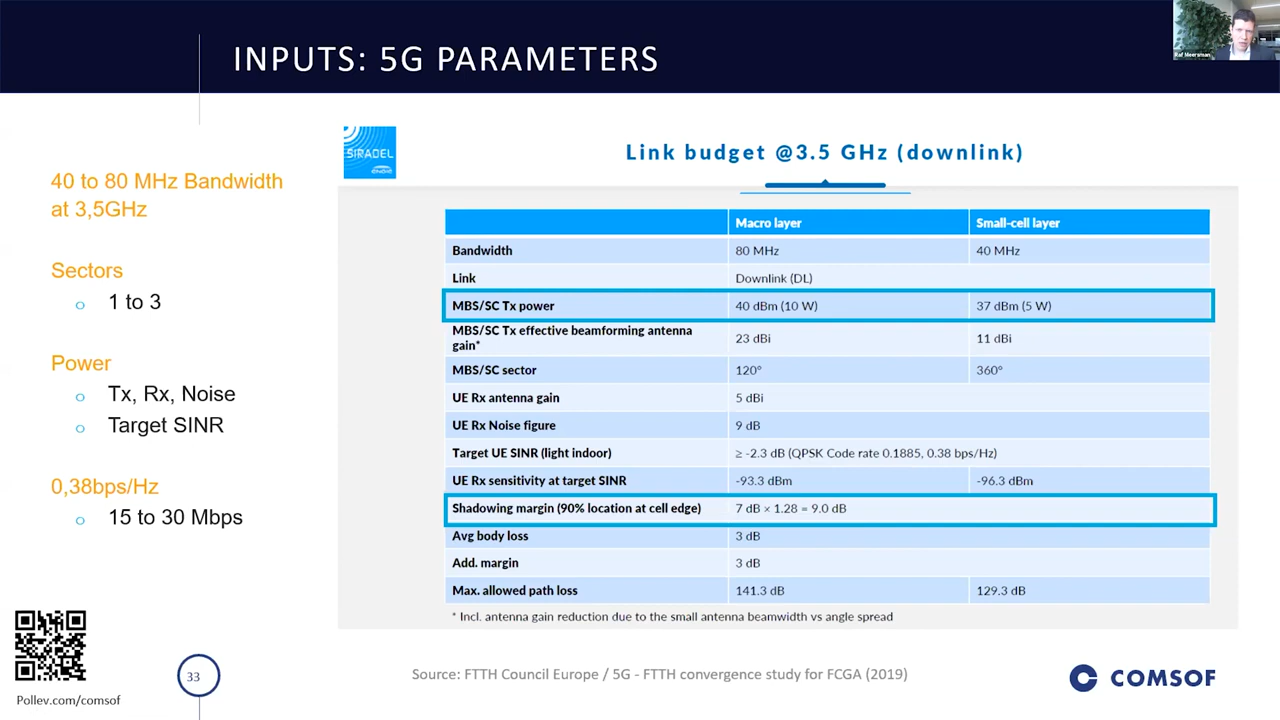 INPUTS: 5G PARAMETERS
Raf Meersman
40 to 80 MHz Bandwidth
at 3,5GHz
Sectors
1 to 3
Power
Tx, Rx, Noise
Target SINR
0,38bps/Hz
15 to 30 Mbps
SIRADEL
Link budget @3.5 GHz (downlink)
Macro layer Small-cell layer
Bandwidth 80 MHz 40 MHz
Link Downlink (DL)
MBS/SC Tx power 40 dBm (10 W) 37 dBm (5 W)
MBS/SC Tx effective beamforming antenna
gain* 23 dBi 11 dBi
MBS/SC sector 120° 360°
UE Rx antenna gain 5 dBi
UE Rx Noise figure 9 dB
Target UE SINR (light indoor) ≥ -2.3 dB (QPSK Code rate 0.1885, 0.38 bps/Hz)
UE Rx sensitivity at target SINR -93.3 dBm -96.3 dBm
Shadowing margin (90% location at cell edge) 7 dB × 1.28 = 9.0 dB
Avg body loss 3 dB
Add. margin 3 dB
Max. allowed path loss 141.3 dB 129.3 dB
* Incl. antenna gain reduction due to the small antenna beamwidth vs angle spread
Pollev.com/comsof
33
Source: FTTH Council Europe / 5G - FTTH convergence study for FCGA (2019)
COMSOF